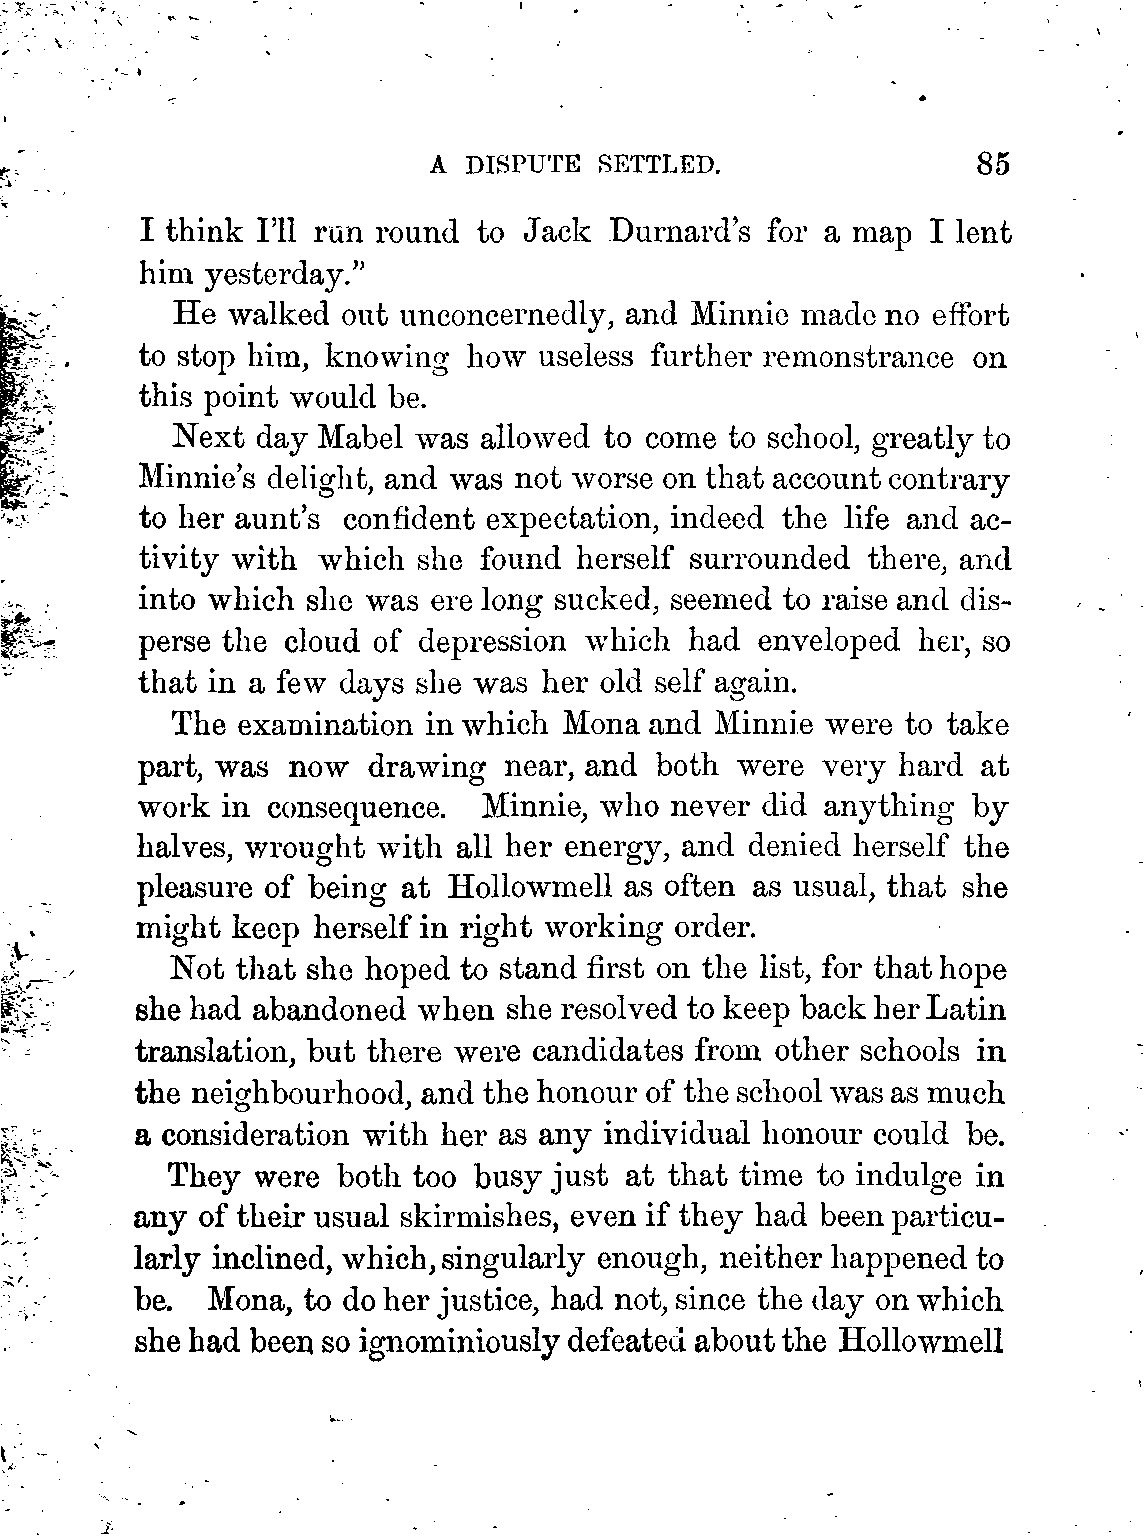 A DISPUTE SETTLED. 85
I think I'll run round to Jack Durnard's for a map I lent
him yesterday."
He walked out unconcernedly, and Minnie made no effort
to stop him, knowing how useless further remonstrance on
this point would be.
Next day Mabel was allowed to come to school, greatly to
Minnie's delight, and was not worse on that account contrary
to her aunt's confident expectation, indeed the life and ac-
tivity with which she found herself surrounded there, and
into which she was ere long sucked, seemed to raise and dis-
perse the cloud of depression which had enveloped her, so
that in a few days she was her old self again.
The examination in which Mona and Minnie were to take
part, was now drawing near, and both were very hard at
work in consequence. Minnie, who never did anything by
halves, wrought with all her energy, and denied herself the
pleasure of being at Hollowmell as often as usual, that she
might keep herself in right working order.
Not that she hoped to stand first on the list, for that hope
she had abandoned when she resolved to keep back her Latin
translation, but there were candidates from other schools in
the neighbourhood, and the honour of the school was as much
a consideration with her as any individual honour could be.
They were both too busy just at that time to indulge in
any of their usual skirmishes, even if they had been particu-
larly inclined, which, singularly enough, neither happened to
be. Mona, to do her justice, had not, since the day on which
she had been so ignominiously defeated about the Hollowmell